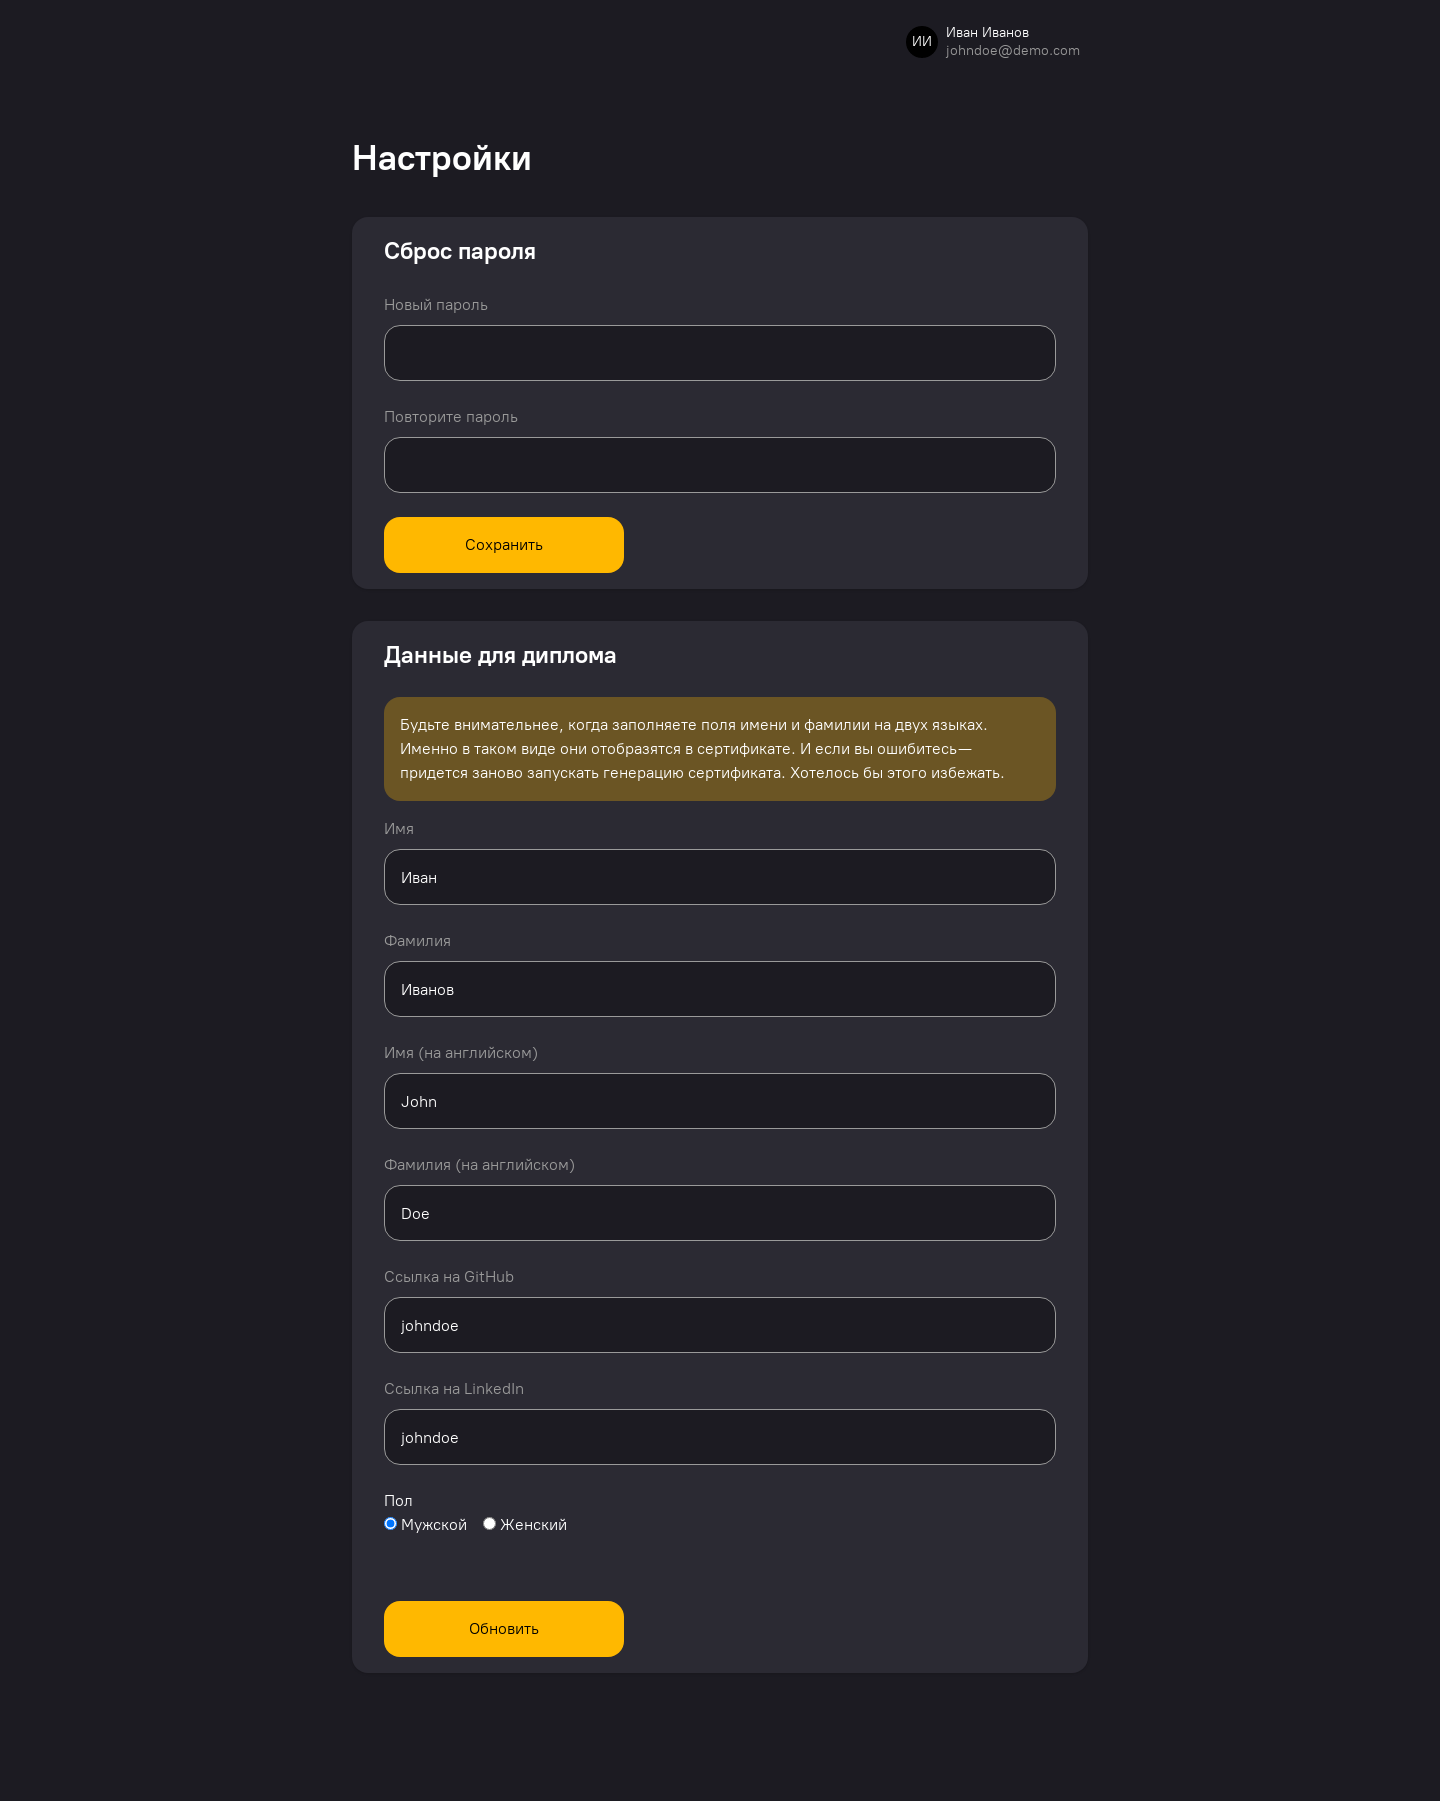 ИИ
Иван Иванов
johndoe@demo.com
Настройки
Сброс пароля
Новый пароль
Повторите пароль
Сохранить
Данные для диплома
Будьте внимательнее, когда заполняете поля имени и фамилии на двух языках.
Именно в таком виде они отобразятся в сертификате. И если вы ошибитесь—
придется заново запускать генерацию сертификата. Хотелось бы этого избежать.
Имя
Иван
Фамилия
Иванов
Имя (на английском)
John
Фамилия (на английском)
Doe
Ссылка на GitHub
johndoe
Ссылка на LinkedIn
johndoe
Пол
Мужской Женский
Обновить